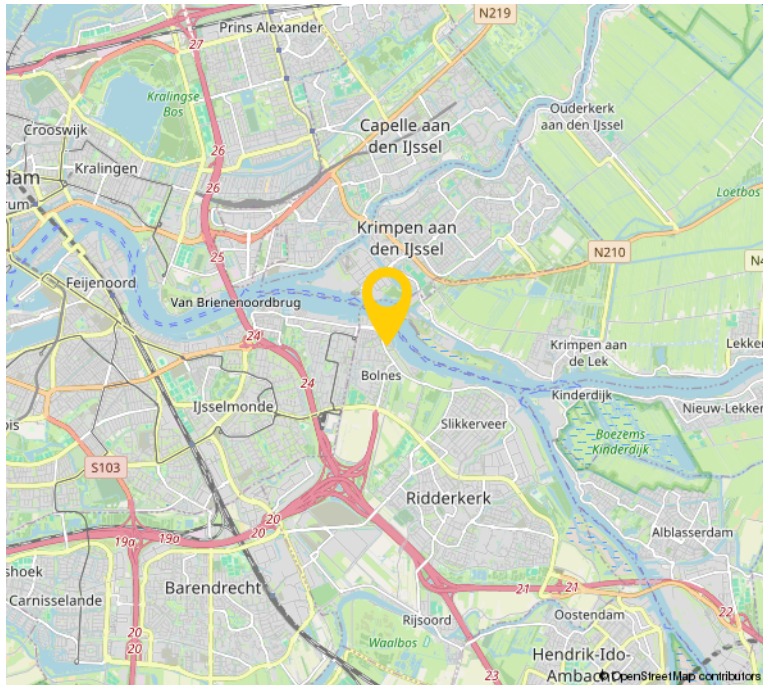 N219
27
Prins Alexander
Kralingse
Bos
Ouderkerk
aan den IJssel
Crooswijk
Capelle aan
den IJssel
26
Kralingen
dam
26
Loetbos
rum
Krimpen aan
den IJssel
N210
25
N4
Feijenoord
Van Brienenoordbrug
24
Krimpen aan
de Lek
Lekker
Bolnes
24
Kinderdijk
IJsselmonde
Nieuw-Lekker
ois
Slikkerveer
Boezems
Kinderdijk
S103
Ridderkerk
20
19a
19a
20
Alblasserdam
shoek
Barendrecht
21
21
Carnisselande
22
Rijsoord
Oostendam
20
20
Waalbos
Hendrik-Ido-
Ambacht
23
© OpenStreetMap contributors